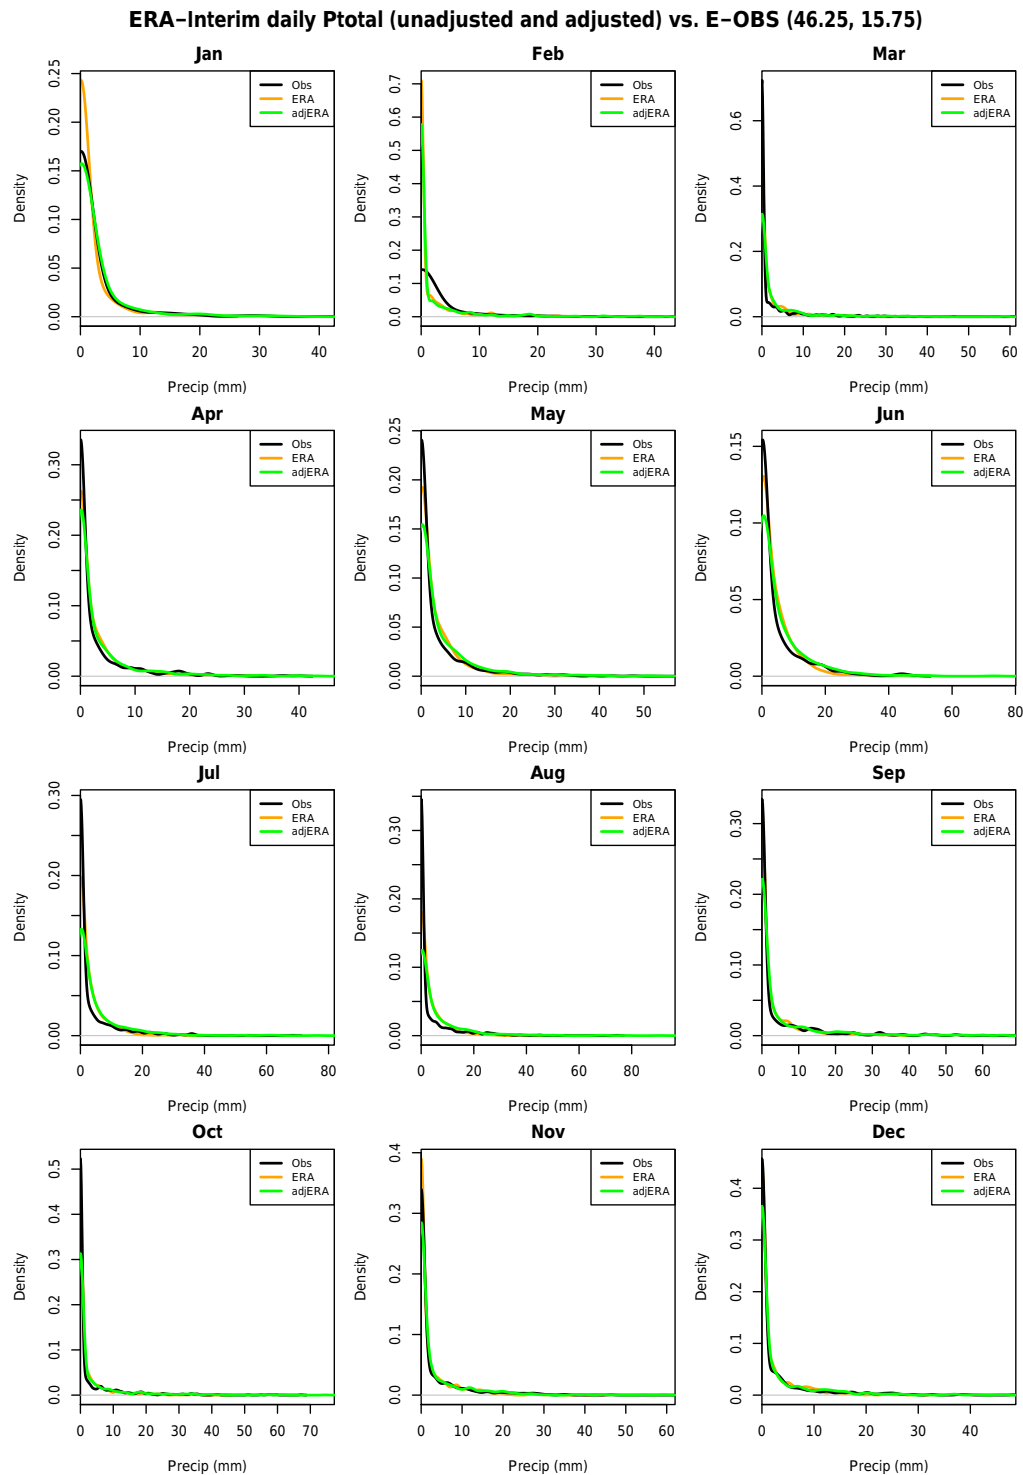 ERA−Interim daily Ptotal (unadjusted and adjusted) vs. E−OBS (46.25, 15.75)
Jan
Density
0.00 0.05 0.10 0.15 0.20 0.25
Obs
ERA
adjERA
0 10 20 30 40
Precip (mm)
Feb
Density
0.0 0.1 0.2 0.3 0.4 0.5 0.6 0.7
Obs
ERA
adjERA
0 10 20 30 40
Precip (mm)
Mar
Density
0.0 0.2 0.4 0.6
Obs
ERA
adjERA
0 10 20 30 40 50 60
Precip (mm)
Apr
Density
0.00 0.10 0.20 0.30
Obs
ERA
adjERA
0 10 20 30 40
Precip (mm)
May
Density
0.00 0.05 0.10 0.15 0.20 0.25
Obs
ERA
adjERA
0 10 20 30 40 50
Precip (mm)
Jun
Density
0.00 0.05 0.10 0.15
Obs
ERA
adjERA
0 20 40 60 80
Precip (mm)
Jul
Density
0.00 0.10 0.20 0.30
Obs
ERA
adjERA
0 20 40 60 80
Precip (mm)
Aug
Density
0.00 0.10 0.20 0.30
Obs
ERA
adjERA
0 20 40 60 80
Precip (mm)
Sep
Density
0.00 0.10 0.20 0.30
Obs
ERA
adjERA
0 10 20 30 40 50 60
Precip (mm)
Oct
Density
0.0 0.1 0.2 0.3 0.4 0.5
Obs
ERA
adjERA
0 10 20 30 40 50 60 70
Precip (mm)
Nov
Density
0.0 0.1 0.2 0.3 0.4
Obs
ERA
adjERA
0 10 20 30 40 50 60
Precip (mm)
Dec
Density
0.0 0.1 0.2 0.3 0.4
Obs
ERA
adjERA
0 10 20 30 40
Precip (mm)